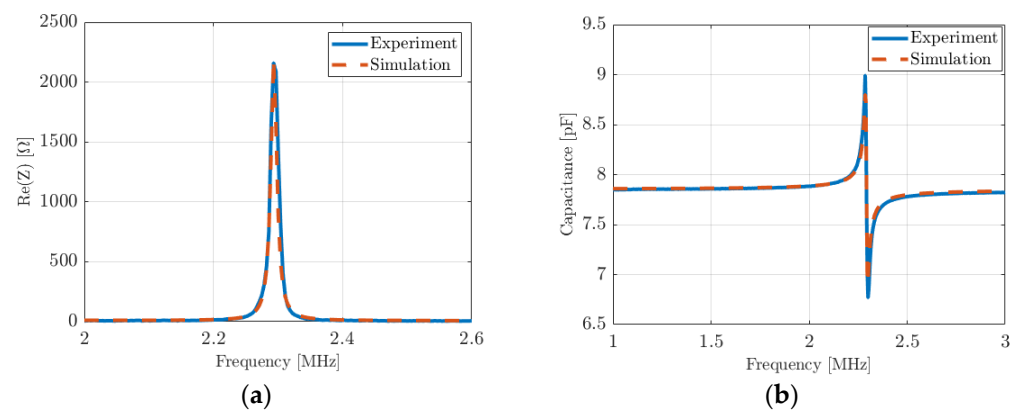 2500
2000
1500
1000
500
0
Re(Z) [Ω]
Experiment
Simulation
2 2.2 2.4 2.6
Frequency [MHz]
(a)
9.5
9
8.5
8
7.5
7
6.5
Capacitance [pF]
Experiment
Simulation
1 1.5 2 2.5 3
Frequency [MHz]
(b)